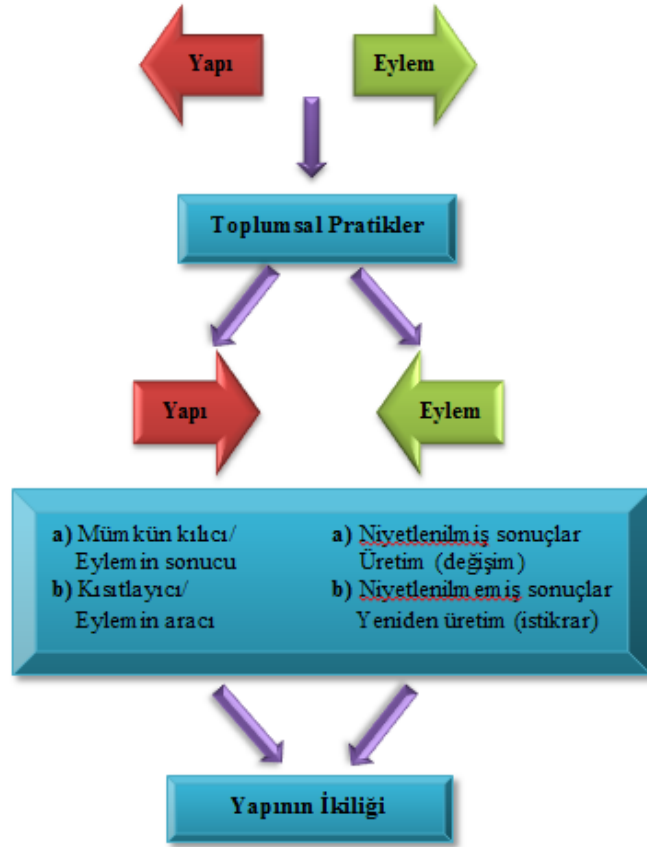 Yapı
Eylem
Toplumsal Pratikler
Yapı
Eylem
a) Mümkün kılıcı/
Eylemin sonucu
b) Kısıtlayıcı/
Eylemin aracı
a) Niyetlenilmiş sonuçlar
Üretim (değişim)
b) Niyetlenilmemiş sonuçlar
Yeniden üretim (istikrar)
Yapının İkiliği